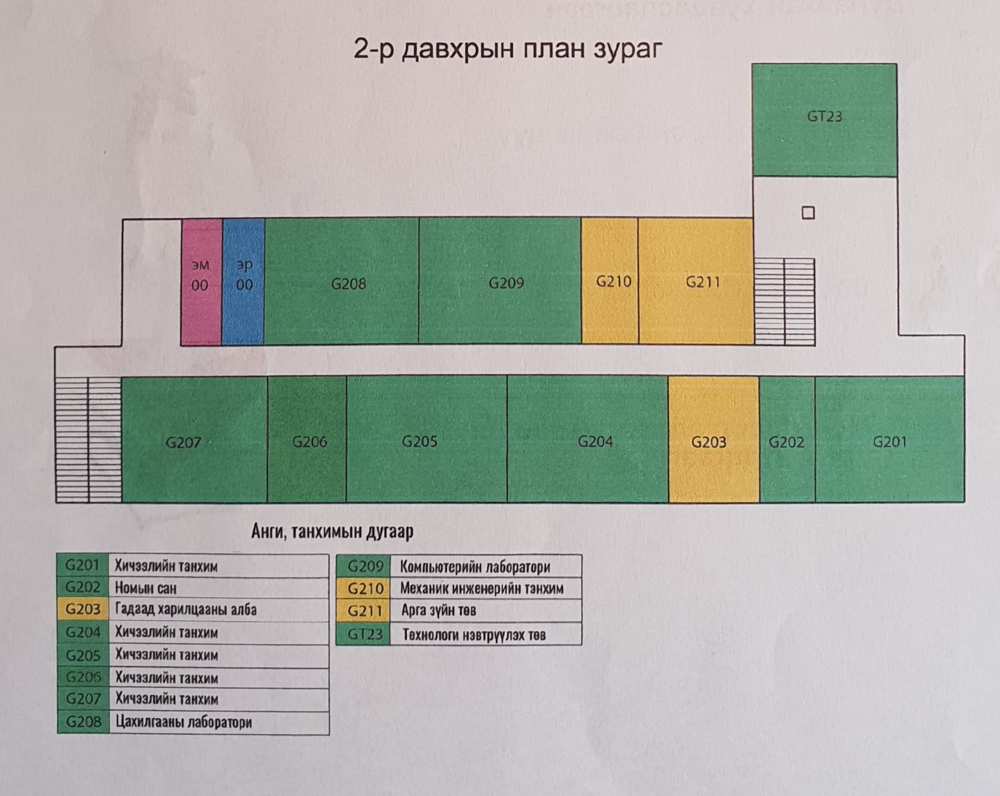 2-р давхрын план зураг
GT23
эм
00
эр
00
G208
G209
G210
G211
G207
G206
G205
G204
G203
G202
G201
Анги, танхимын дугаар
G201 Хичээлийн танхим
G202 Номын сан
G203 Гадаад харилцааны алба
G204 Хичээлийн танхим
G205 Хичээлийн танхим
G206 Хичээлийн танхим
G207 Хичээлийн танхим
G208 Цахилгааны лаборатори
G209 Компьютерийн лаборатори
G210 Механик инженерийн танхим
G211 Арга зүйн төв
GT23 Технологи нэвтрүүлэх төв